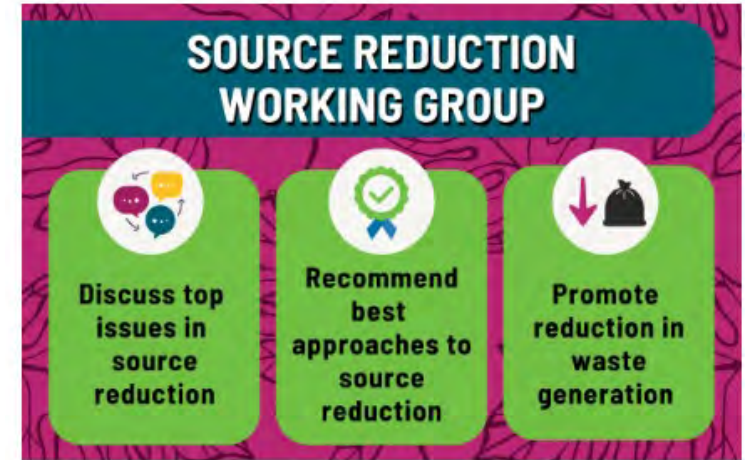 SOURCE REDUCTION
WORKING GROUP
Discuss top
issues in
source
reduction
Recommend
best
approaches to
source
reduction
Promote
reduction in
waste
generation